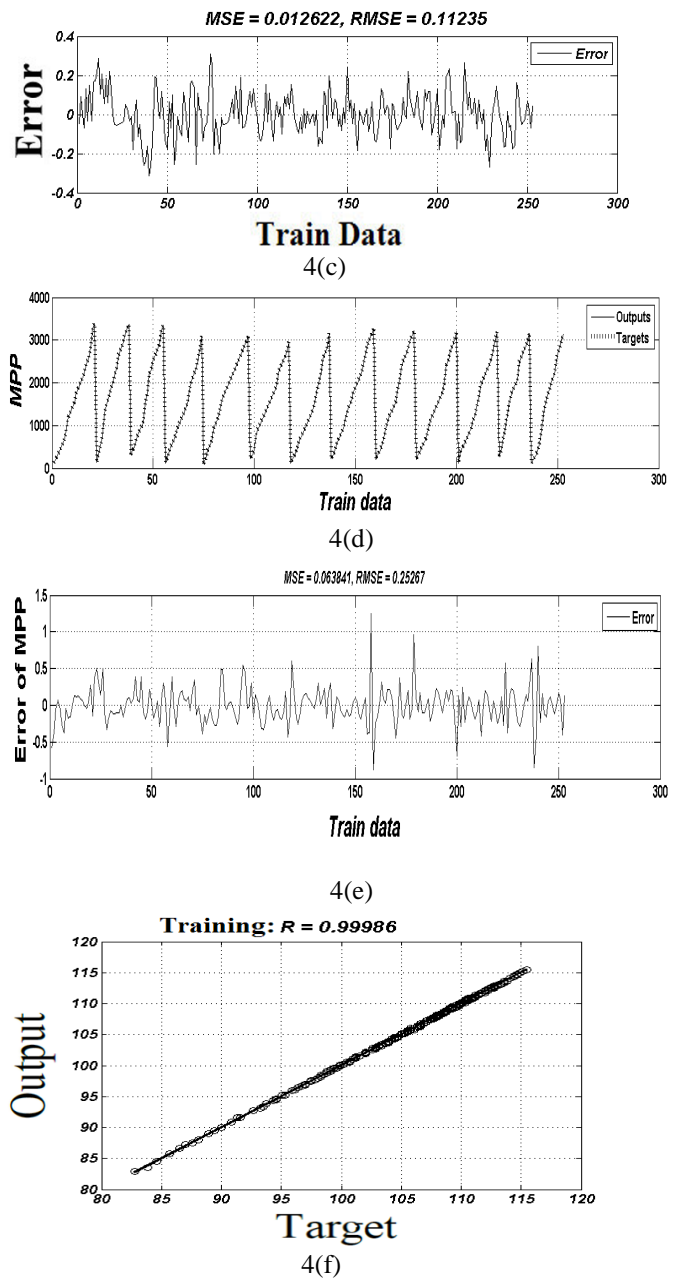 MSE = 0.012622, RMSE = 0.11235
0.4
0.2
0
-0.2
-0.4
Error
Error
0 50 100 150 200 250 300
Train Data
4(c)
4000
3000
2000
1000
0
MPP
Outputs
Targets
0 50 100 150 200 250 300
Train data
4(d)
MSE = 0.063841, RMSE = 0.25267
1.5
1
0.5
0
-0.5
-1
Error of MPP
Error
0 50 100 150 200 250 300
Train data
4(e)
Training: R = 0.99986
120
115
110
105
100
95
90
85
80
Output
80 85 90 95 100 105 110 115 120
Target
4(f)